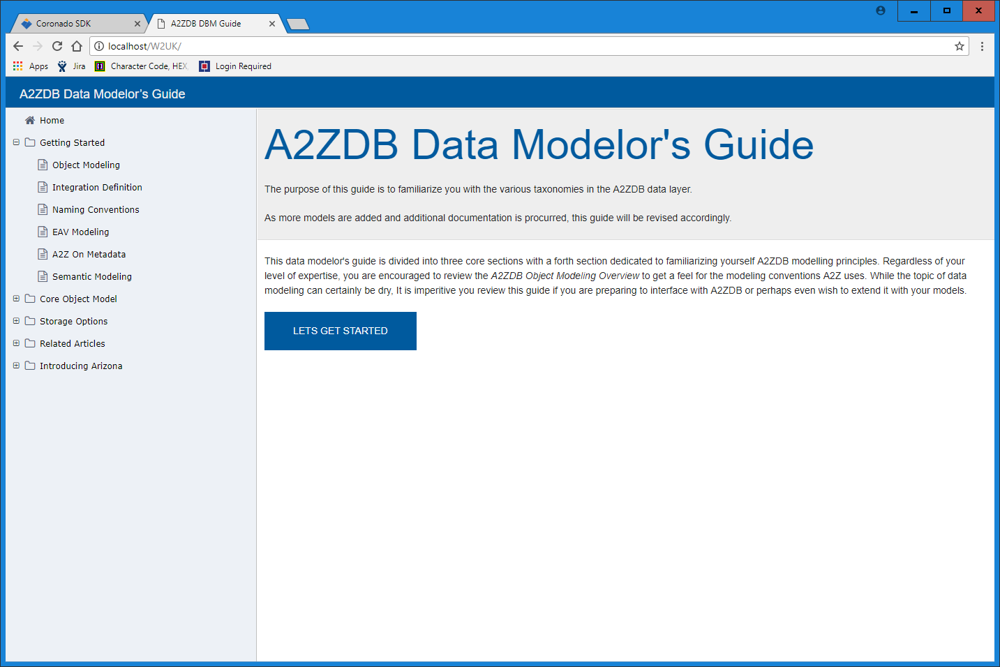 Coronado SDK
A2ZDB DBM Guide
localhost/W2UK/
Apps
Jira
Character Code, HEX,
Login Required
A2ZDB Data Modelor's Guide
Home
Getting Started
Object Modeling
Integration Definition
Naming Conventions
EAV Modeling
A2Z On Metadata
Semantic Modeling
Core Object Model
Storage Options
Related Articles
Introducing Arizona
A2ZDB Data Modelor's Guide
The purpose of this guide is to familiarize you with the various taxonomies in the A2ZDB data layer.
As more models are added and additional documentation is procurred, this guide will be revised accordingly.
This data modelor's guide is divided into three core sections with a forth section dedicated to familiarizing yourself A2ZDB modelling principles. Regardless of your
level of expertise, you are encouraged to review the A2ZDB Object Modeling Overview to get a feel for the modeling conventions A2Z uses. While the topic of data
modeling can certainly be dry, It is imperitive you review this guide if you are preparing to interface with A2ZDB or perhaps even wish to extend it with your models.
LETS GET STARTED